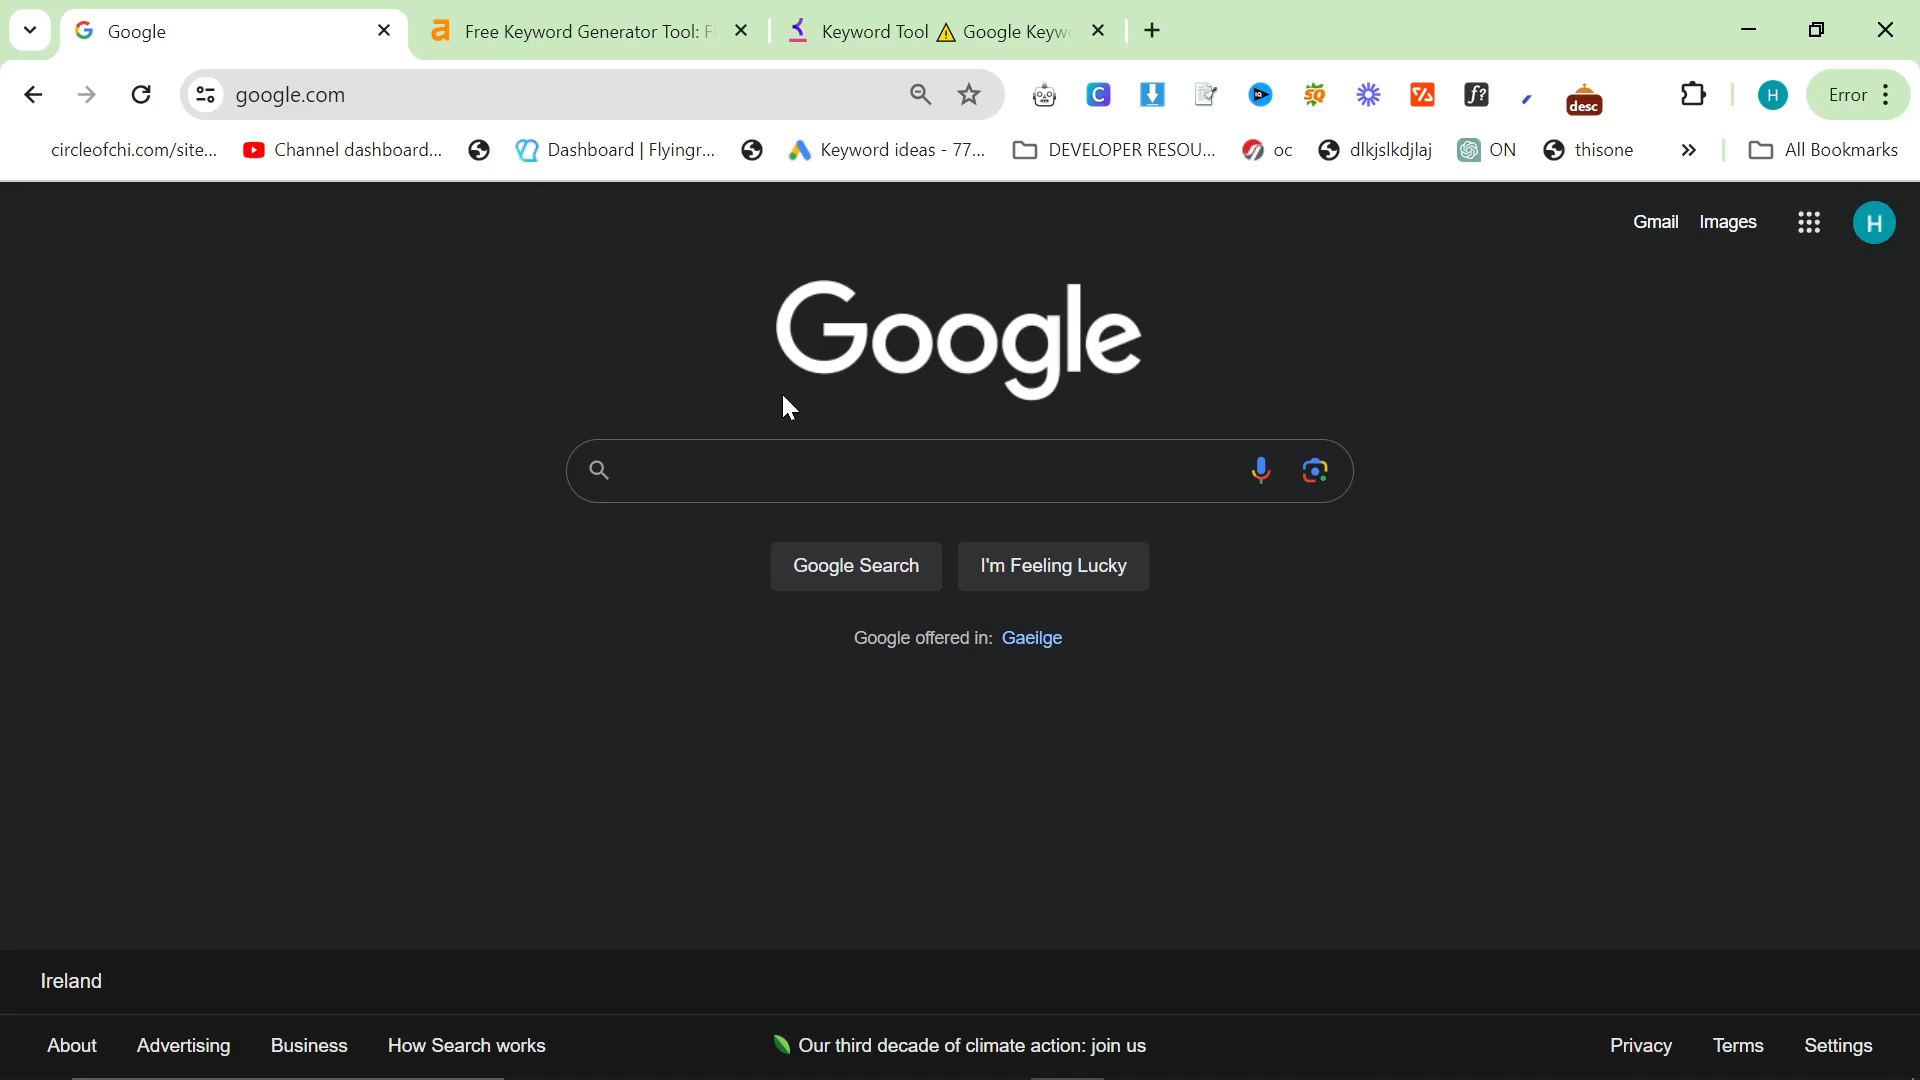 Google
Free Keyword Generator Tool: F
Keyword Tool ⚠ Google Keyw
google.com
desc
H
Error
circleofchi.com/site...
Channel dashboard...
Dashboard | Flyingr...
Keyword ideas - 77...
DEVELOPER RESOU...
oc
dlkjslkdjlaj
ON
thisone
All Bookmarks
Gmail
Images
H
Google
Google Search
I'm Feeling Lucky
Google offered in: Gaeilge
Ireland
About
Advertising
Business
How Search works
Our third decade of climate action: join us
Privacy
Terms
Settings